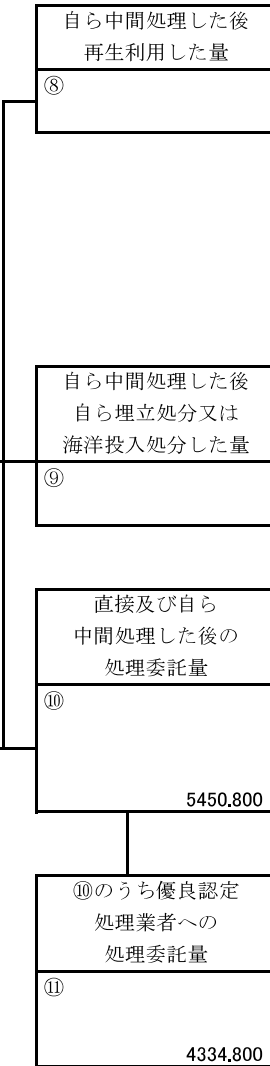 自ら中間処理した後
再生利用した量
⑧
自ら中間処理した後
自ら埋立処分又は
海洋投入処分した量
⑨
直接及び自ら
中間処理した後の
処理委託量
⑩
5450.800
⑩のうち優良認定
処理業者への
処理委託量
⑪
4334.800